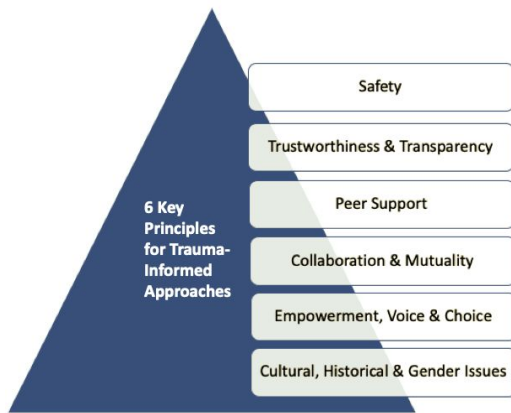 Safety
Trustworthiness & Transparency
6 Key
Principles
for Trauma-
Informed
Approaches
Peer Support
Collaboration & Mutuality
Empowerment, Voice & Choice
Cultural, Historical & Gender Issues